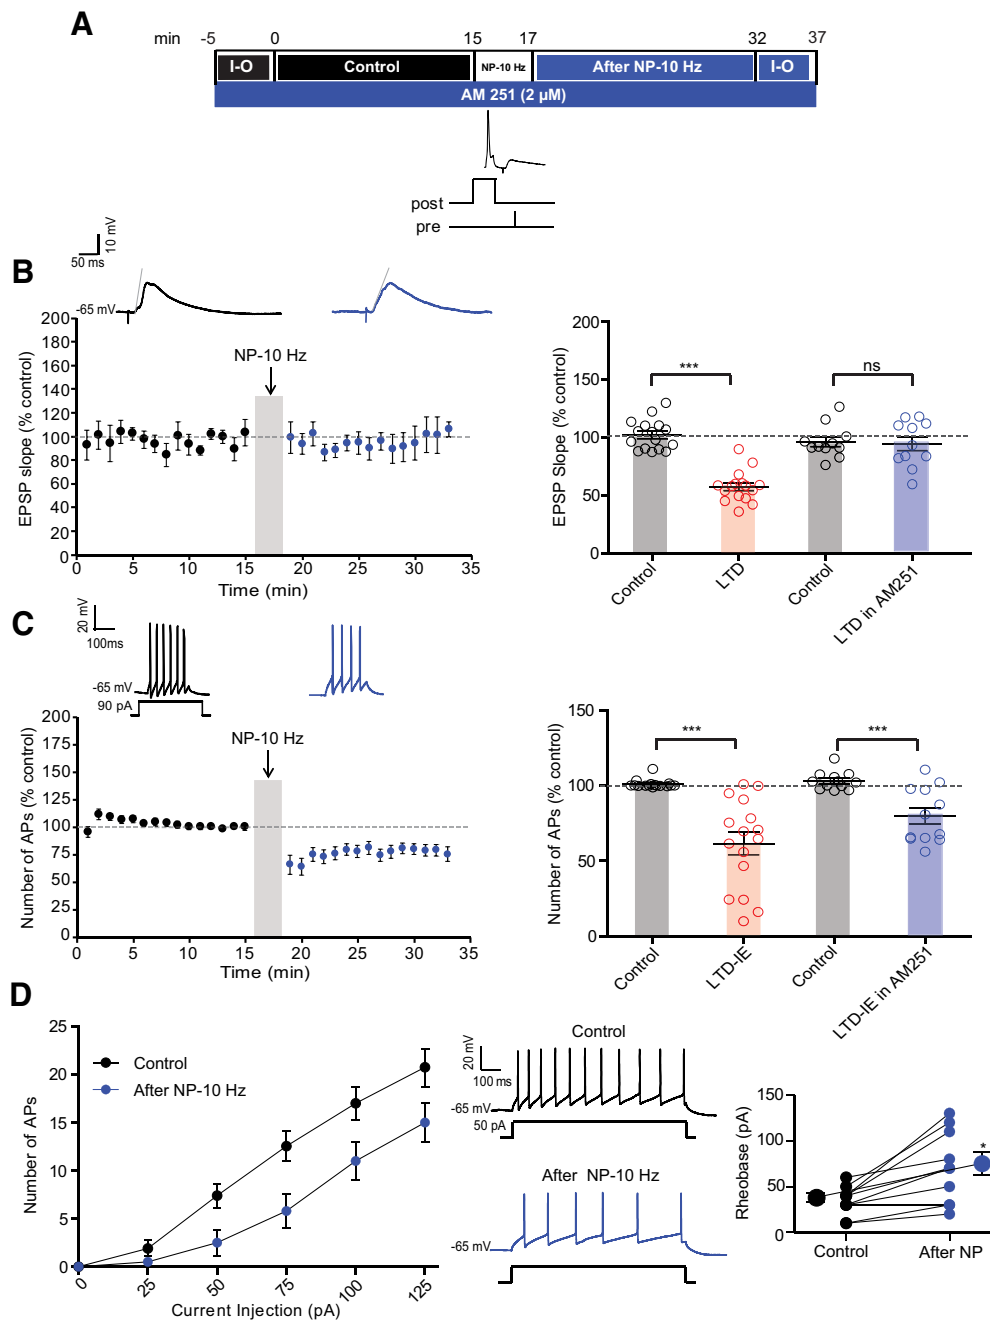 A
min -5 0 15 17 32 37
I-O Control NP-10 Hz After NP-10 Hz I-O
AM 251 (2 µM)
post
pre
B
10 mV
50 ms
-65 mV
NP-10 Hz
EPSP slope (% control)
200
180
160
140
120
100
80
60
40
20
0
0 5 10 15 20 25 30 35
Time (min)
EPSP Slope (% control)
200
150
100
50
0
*** ns
Control LTD Control LTD in AM251
C
20 mV
100ms
-65 mV
90 pA
NP-10 Hz
Number of APs (% control)
200
175
150
125
100
75
50
25
0
0 5 10 15 20 25 30 35
Time (min)
Number of APs (% control)
150
100
50
0
*** ***
Control LTD-IE Control LTD-IE in AM251
D
Number of APs
25
20
15
10
5
0
Control
After NP-10 Hz
0 25 50 75 100 125
Current Injection (pA)
Control
20 mV
100 ms
-65 mV
50 pA
After NP-10 Hz
-65 mV
Rheobase (pA)
150
100
50
0
*
Control After NP